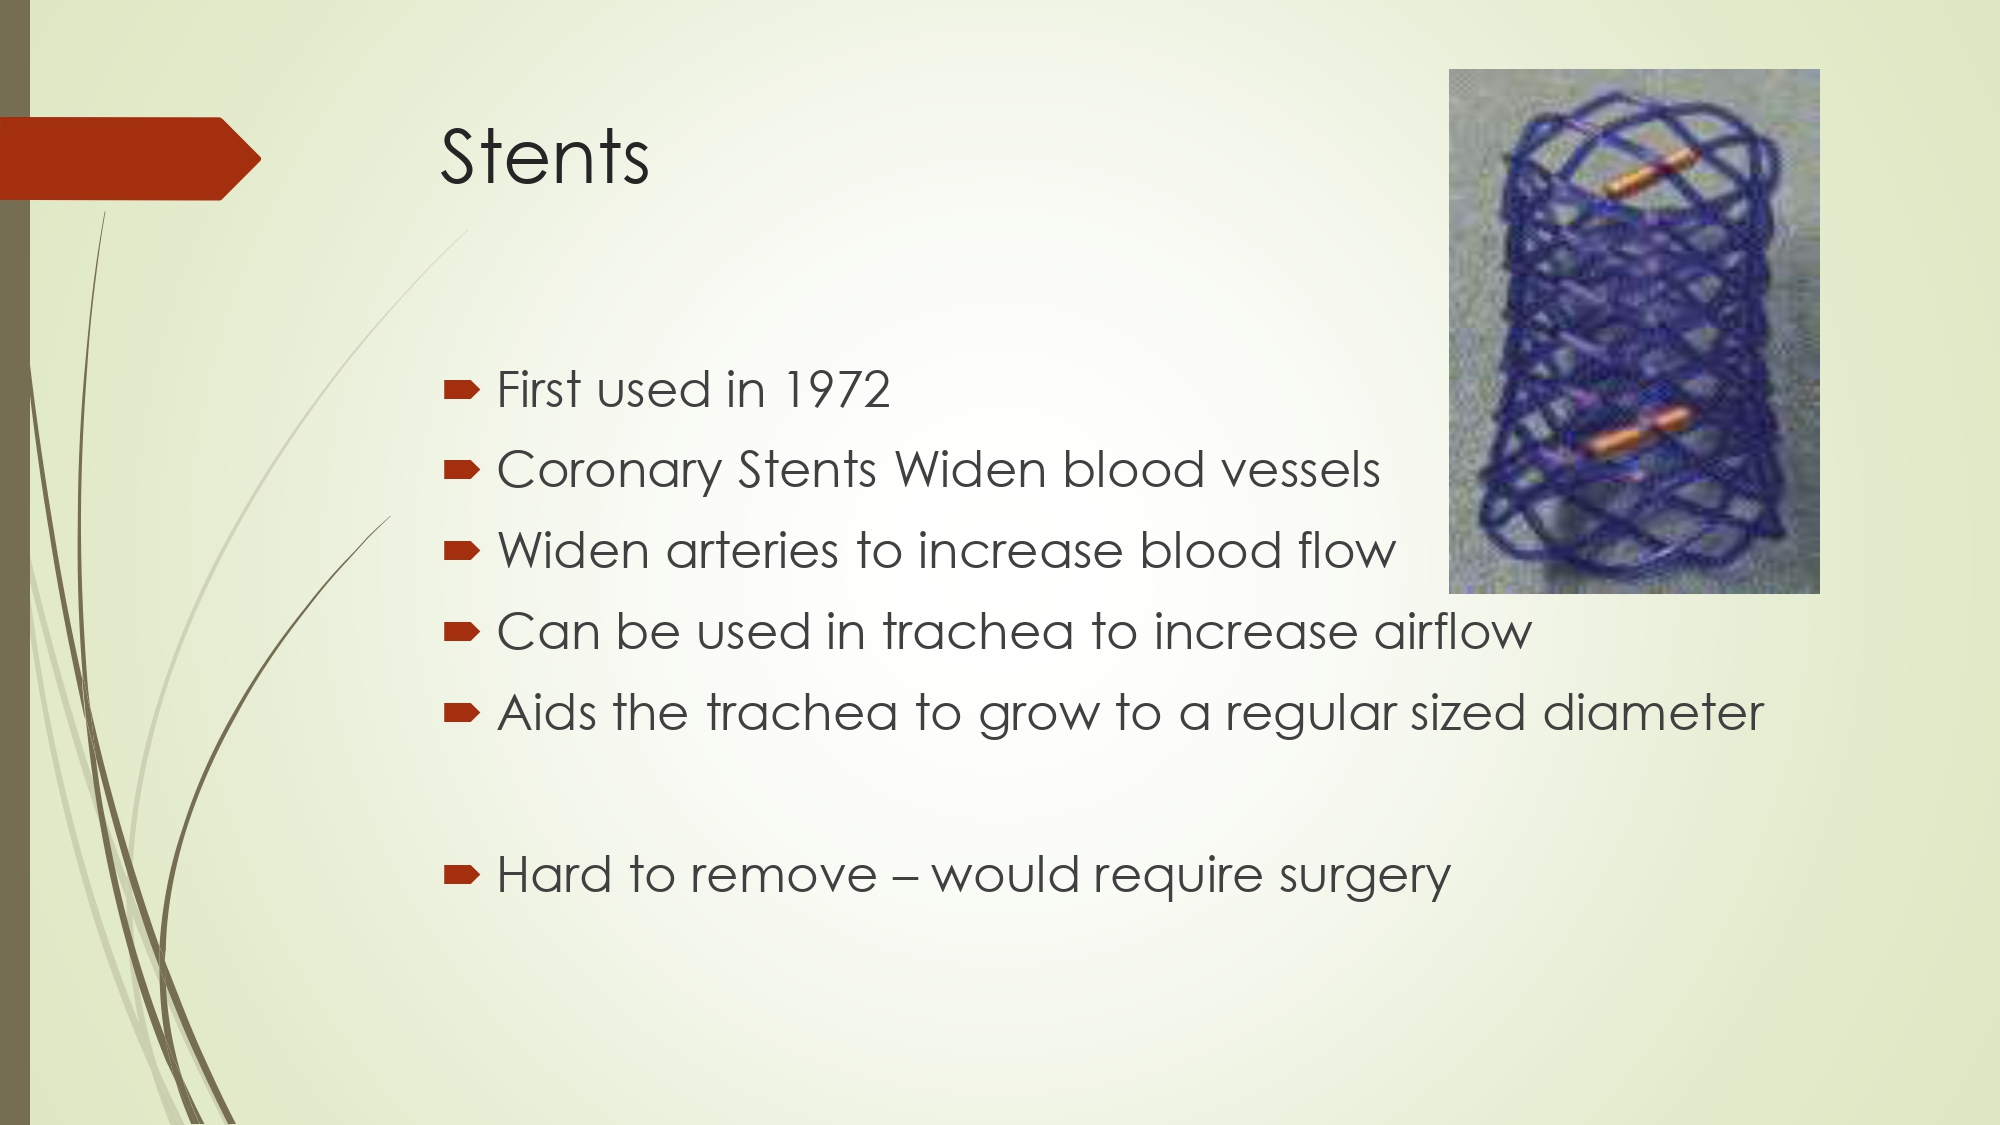 Stents
First used in 1972
Coronary Stents Widen blood vessels
Widen arteries to increase blood flow
Can be used in trachea to increase airflow
Aids the trachea to grow to a regular sized diameter
Hard to remove – would require surgery